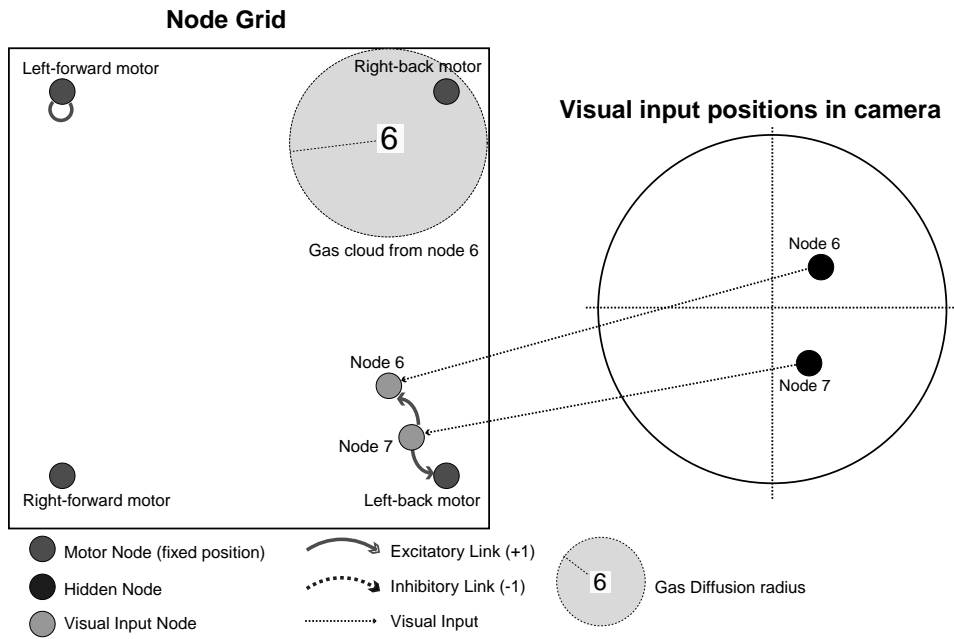 Node Grid
Left-forward motor
Right-back motor
6
Gas cloud from node 6
Visual input positions in camera
Node 6
Node 7
Node 6
Node 7
Right-forward motor
Left-back motor
Motor Node (fixed position)
Hidden Node
Visual Input Node
Excitatory Link (+1)
Inhibitory Link (-1)
Visual Input
6
Gas Diffusion radius